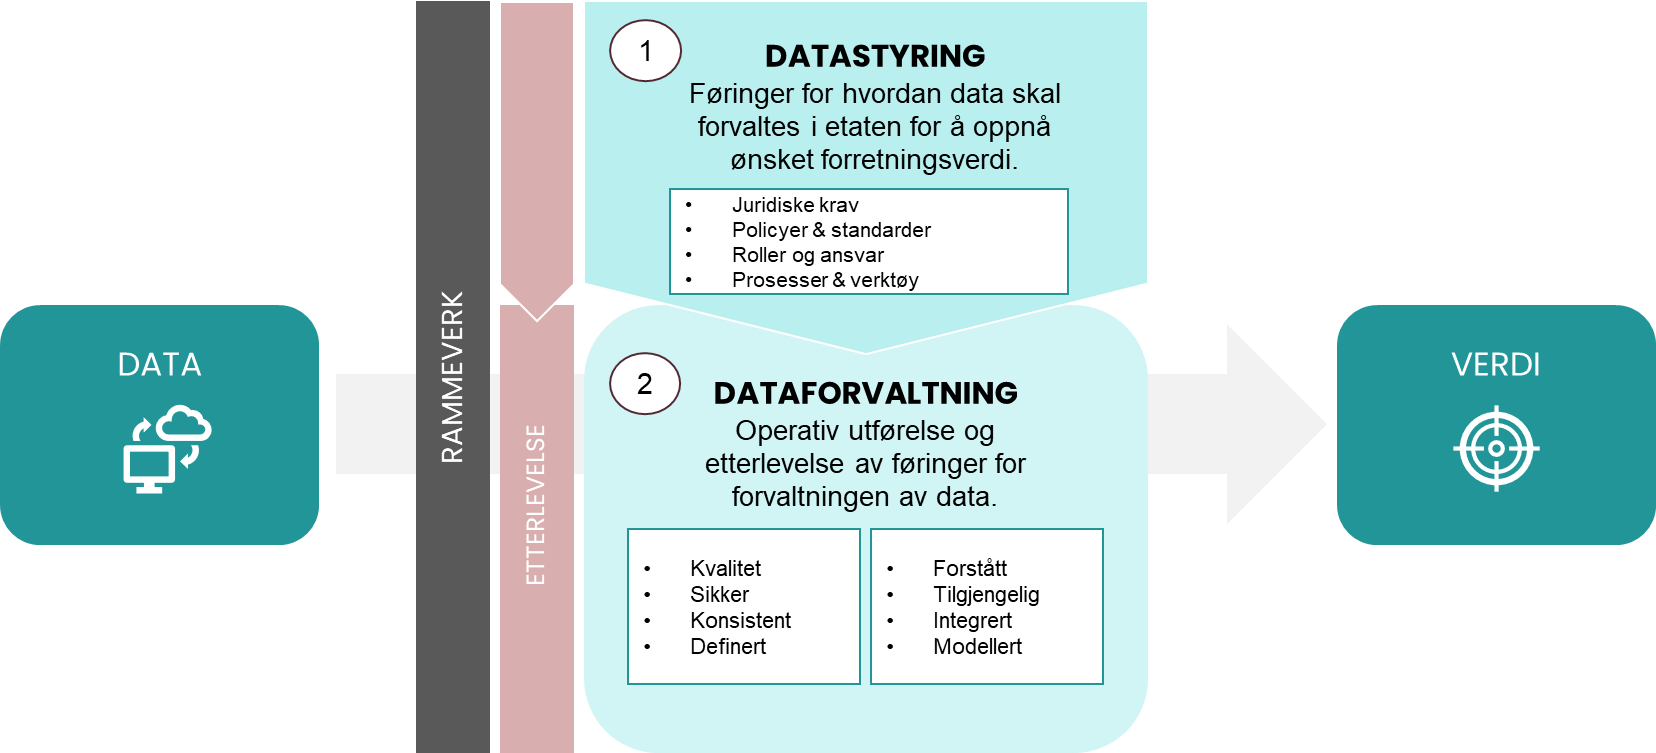 DATA
RAMMEVERK
ETTERLEVELSE
1
DATASTYRING
Føringer for hvordan data skal
forvaltes i etaten for å oppnå
ønsket forretningsverdi.
• Juridiske krav
• Policyer & standarder
• Roller og ansvar
• Prosesser & verktøy
2
DATAFORVALTNING
Operativ utførelse og
etterlevelse av føringer for
forvaltningen av data.
• Kvalitet
• Sikker
• Konsistent
• Definert
• Forstått
• Tilgjengelig
• Integrert
• Modellert
VERDI